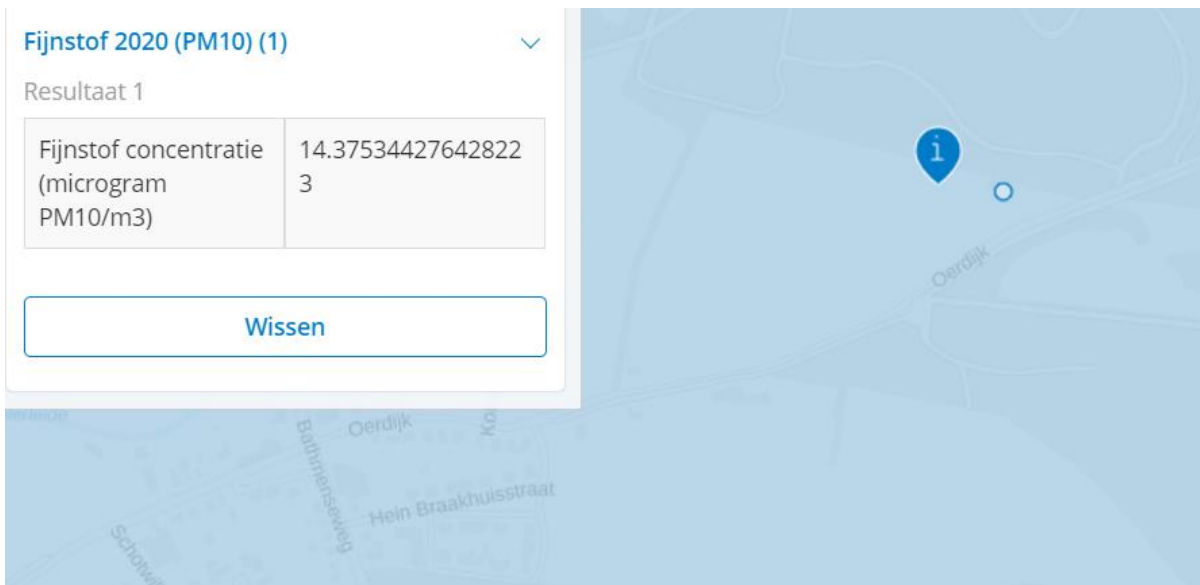 Fijnstof 2020 (PM10) (1)
Resultaat 1
Fijnstof concentratie
(microgram
PM10/m3)
14.37534427642822
3
Wissen
i
Oerdijk
Oerdijk
Bathmenseweg
Hein Braakhuisstraat